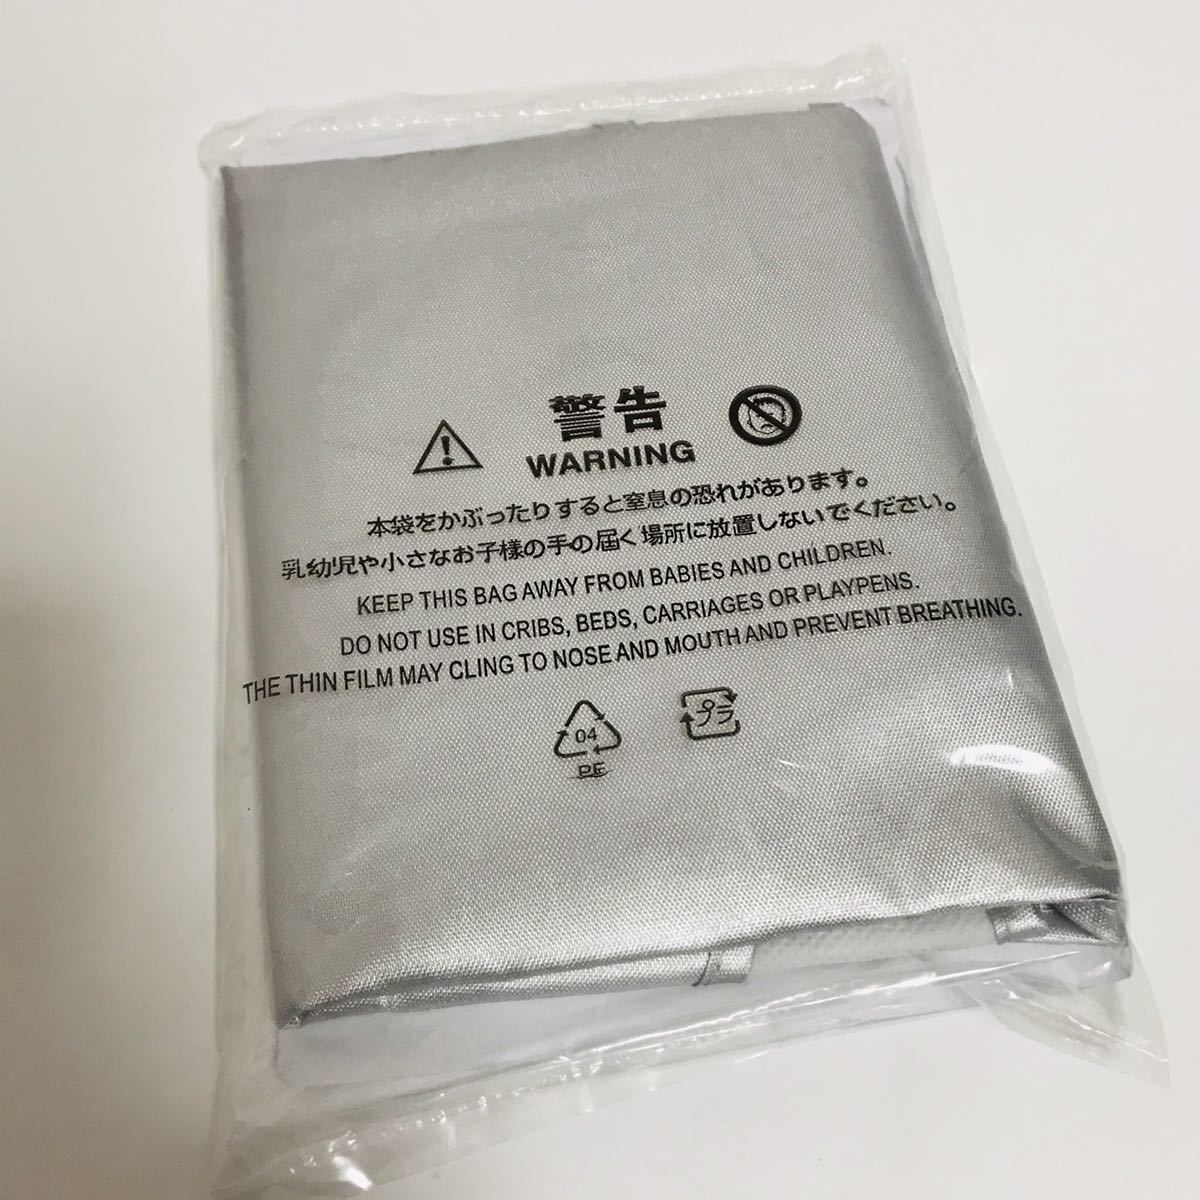 警告
WARNING
本袋をかぶったりすると窒息の恐れがあります。
乳幼児や小さなお子様の手の届く場所に放置しないでください。
KEEP THIS BAG AWAY FROM BABIES AND CHILDREN.
DO NOT USE IN CRIBS, BEDS, CARRIAGES OR PLAYPENS.
THE THIN FILM MAY CLING TO NOSE AND MOUTH AND PREVENT BREATHING.
04
PE
プラ